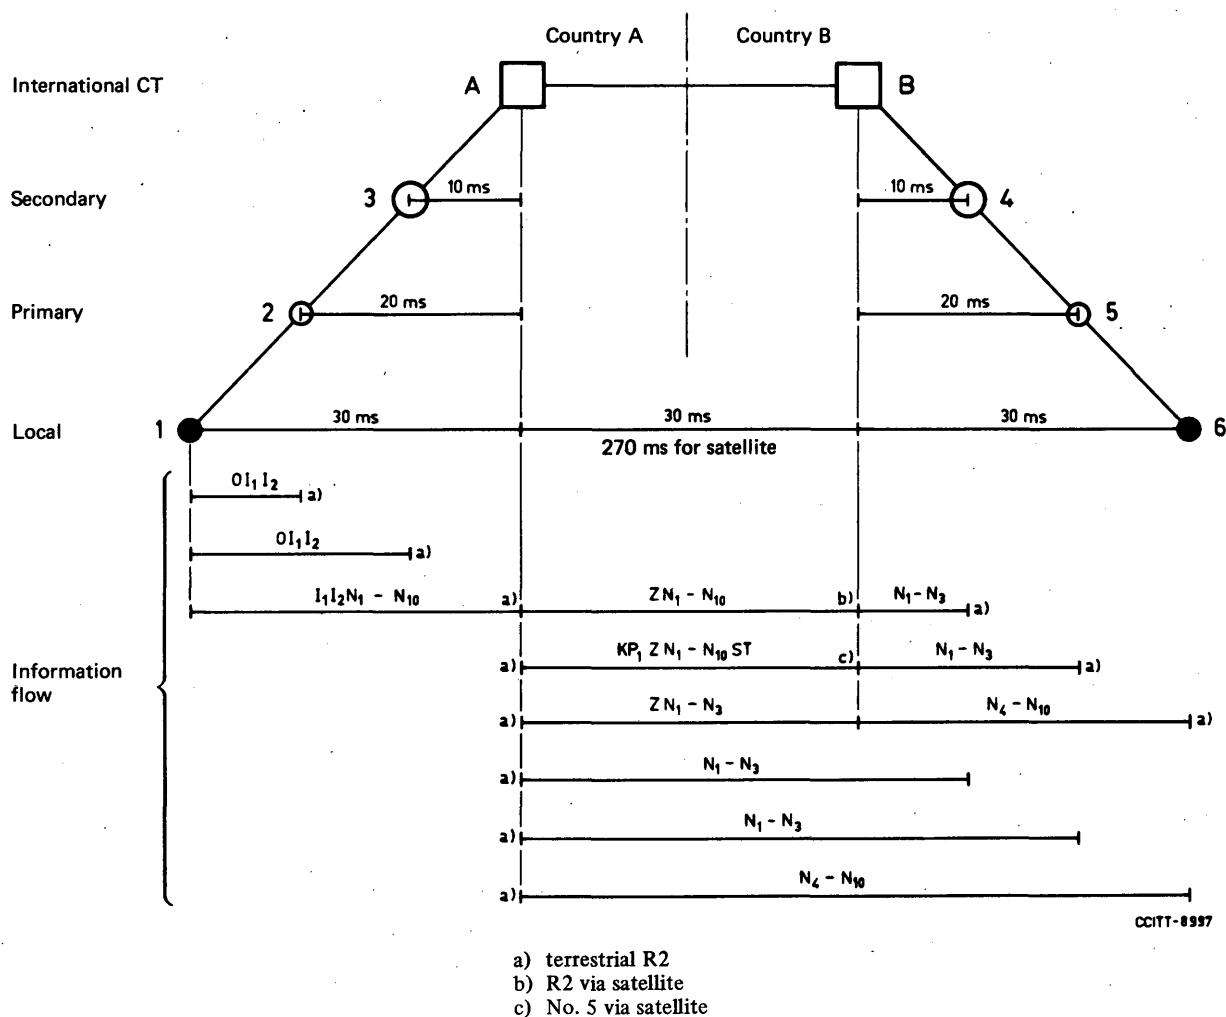 Country A Country B
International CT A B
Secondary 3 10 ms 10 ms 4
Primary 2 20 ms 20 ms 5
Local 1 30 ms 30 ms 30 ms 6
270 ms for satellite
OI₁I₂ a)
OI₁I₂ a)
I₁I₂N₁ – N₁₀ a) ZN₁ – N₁₀ b) N₁ – N₃ a)
a) KP₁ Z N₁ – N₁₀ ST c) N₁ – N₃ a)
Information
flow
a) ZN₁ – N₃ N₄ – N₁₀ a)
a) N₁ – N₃
a) N₁ – N₃
a) N₄ – N₁₀
CCITT-8997
a) terrestrial R2
b) R2 via satellite
c) No. 5 via satellite